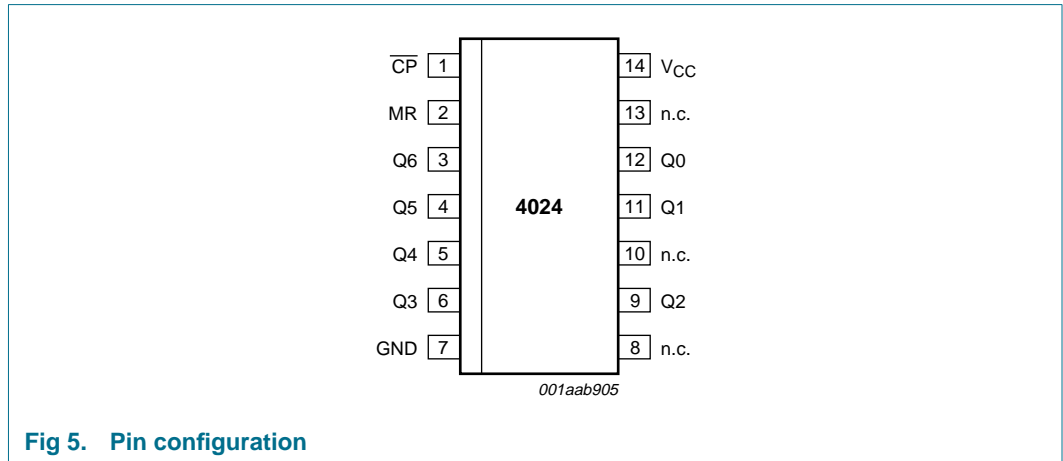 C̅P̅ 1 14 VCC
MR 2 13 n.c.
Q6 3 12 Q0
Q5 4 4024 11 Q1
Q4 5 10 n.c.
Q3 6 9 Q2
GND 7 8 n.c.
001aab905
Fig 5. Pin configuration